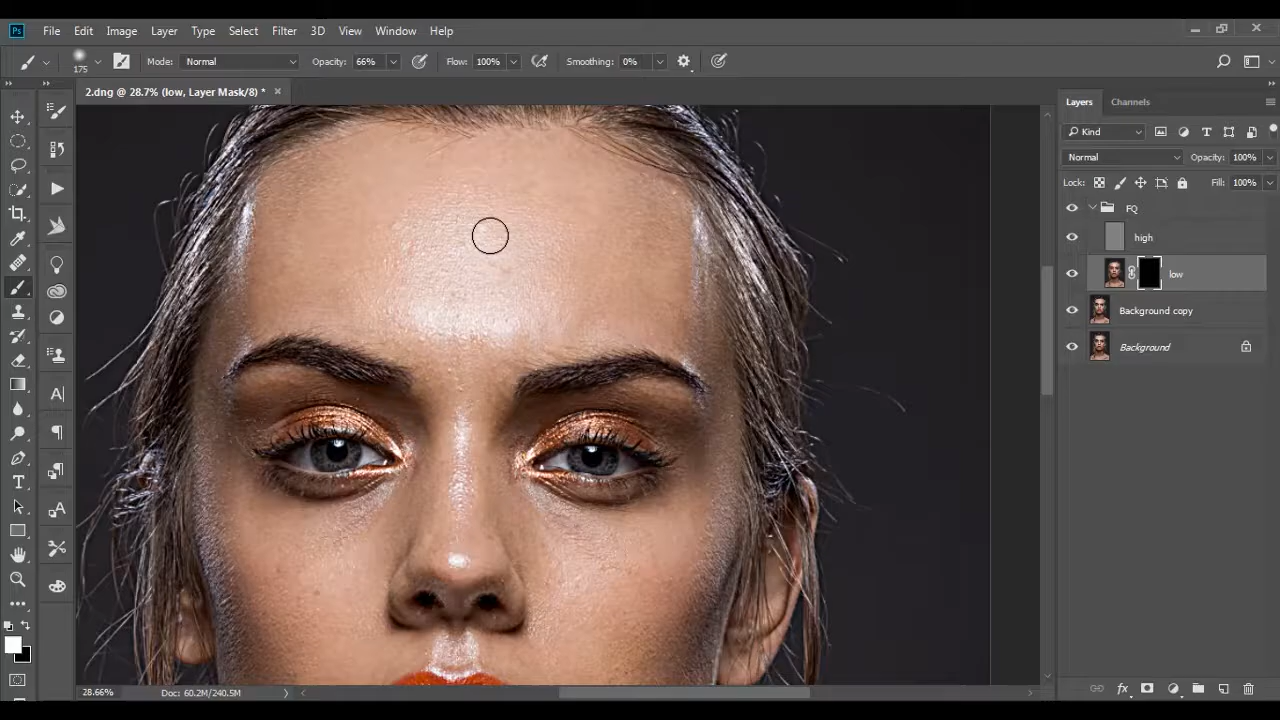 Ps File Edit Image Layer Type Select Filter 3D View Window Help
175 Mode: Normal Opacity: 66% Flow: 100% Smoothing: 0%
2.dng @ 28.7% (low, Layer Mask/8) *
Layers Channels
Kind
Normal Opacity: 100%
Lock: Fill: 100%
FQ
high
low
Background copy
Background
28.66% Doc: 60.2M/240.5M